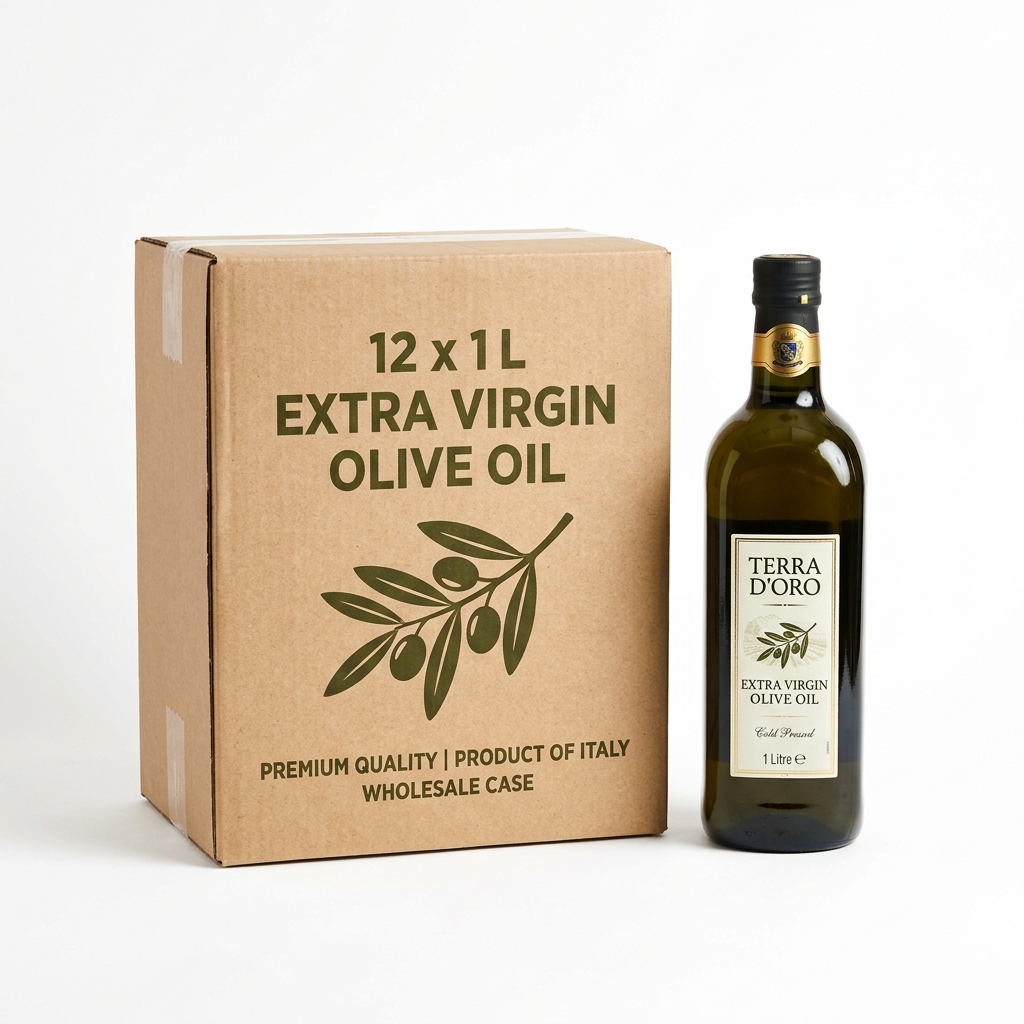 12 x 1 L
EXTRA VIRGIN
OLIVE OIL
PREMIUM QUALITY | PRODUCT OF ITALY
WHOLESALE CASE
TERRA
D'ORO
EXTRA VIRGIN
OLIVE OIL
Cold Pressed
1 Litre ℮